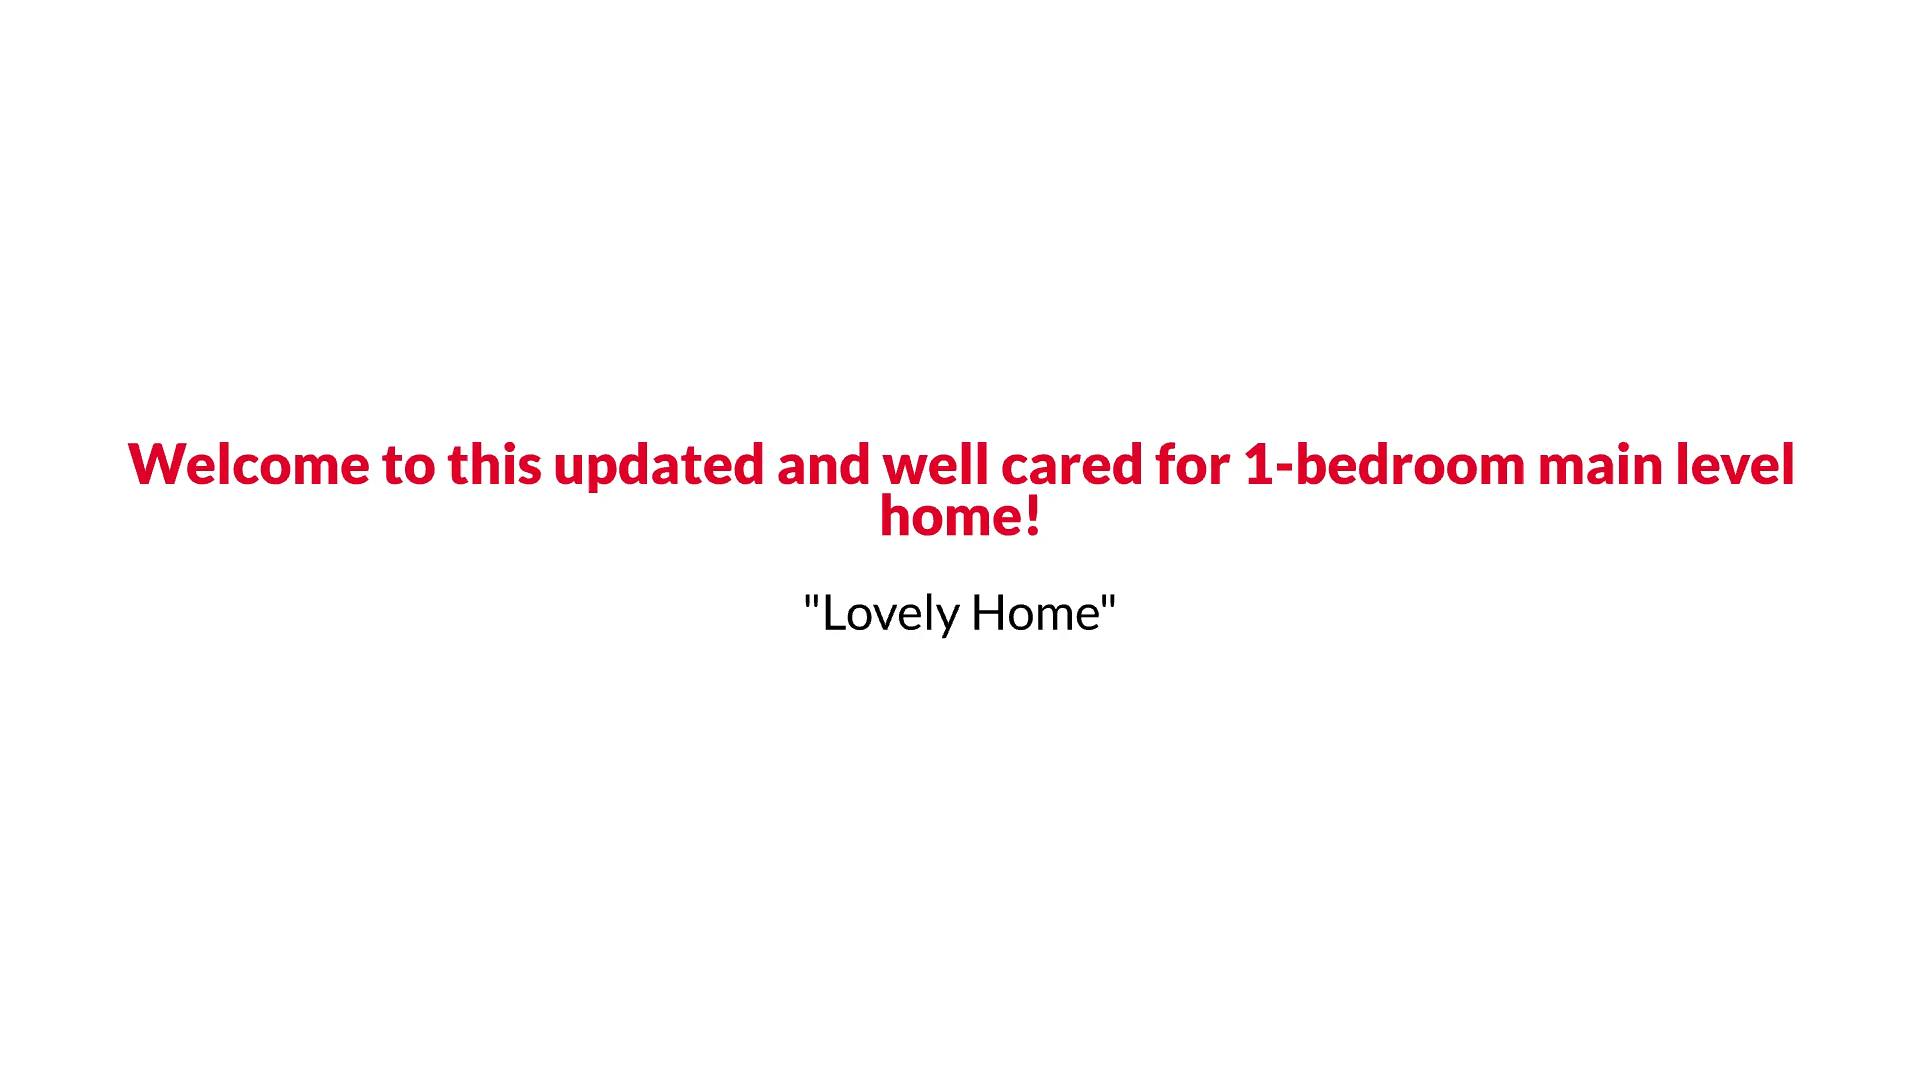 Welcome to this updated and well cared for 1-bedroom main level
home!
"Lovely Home"